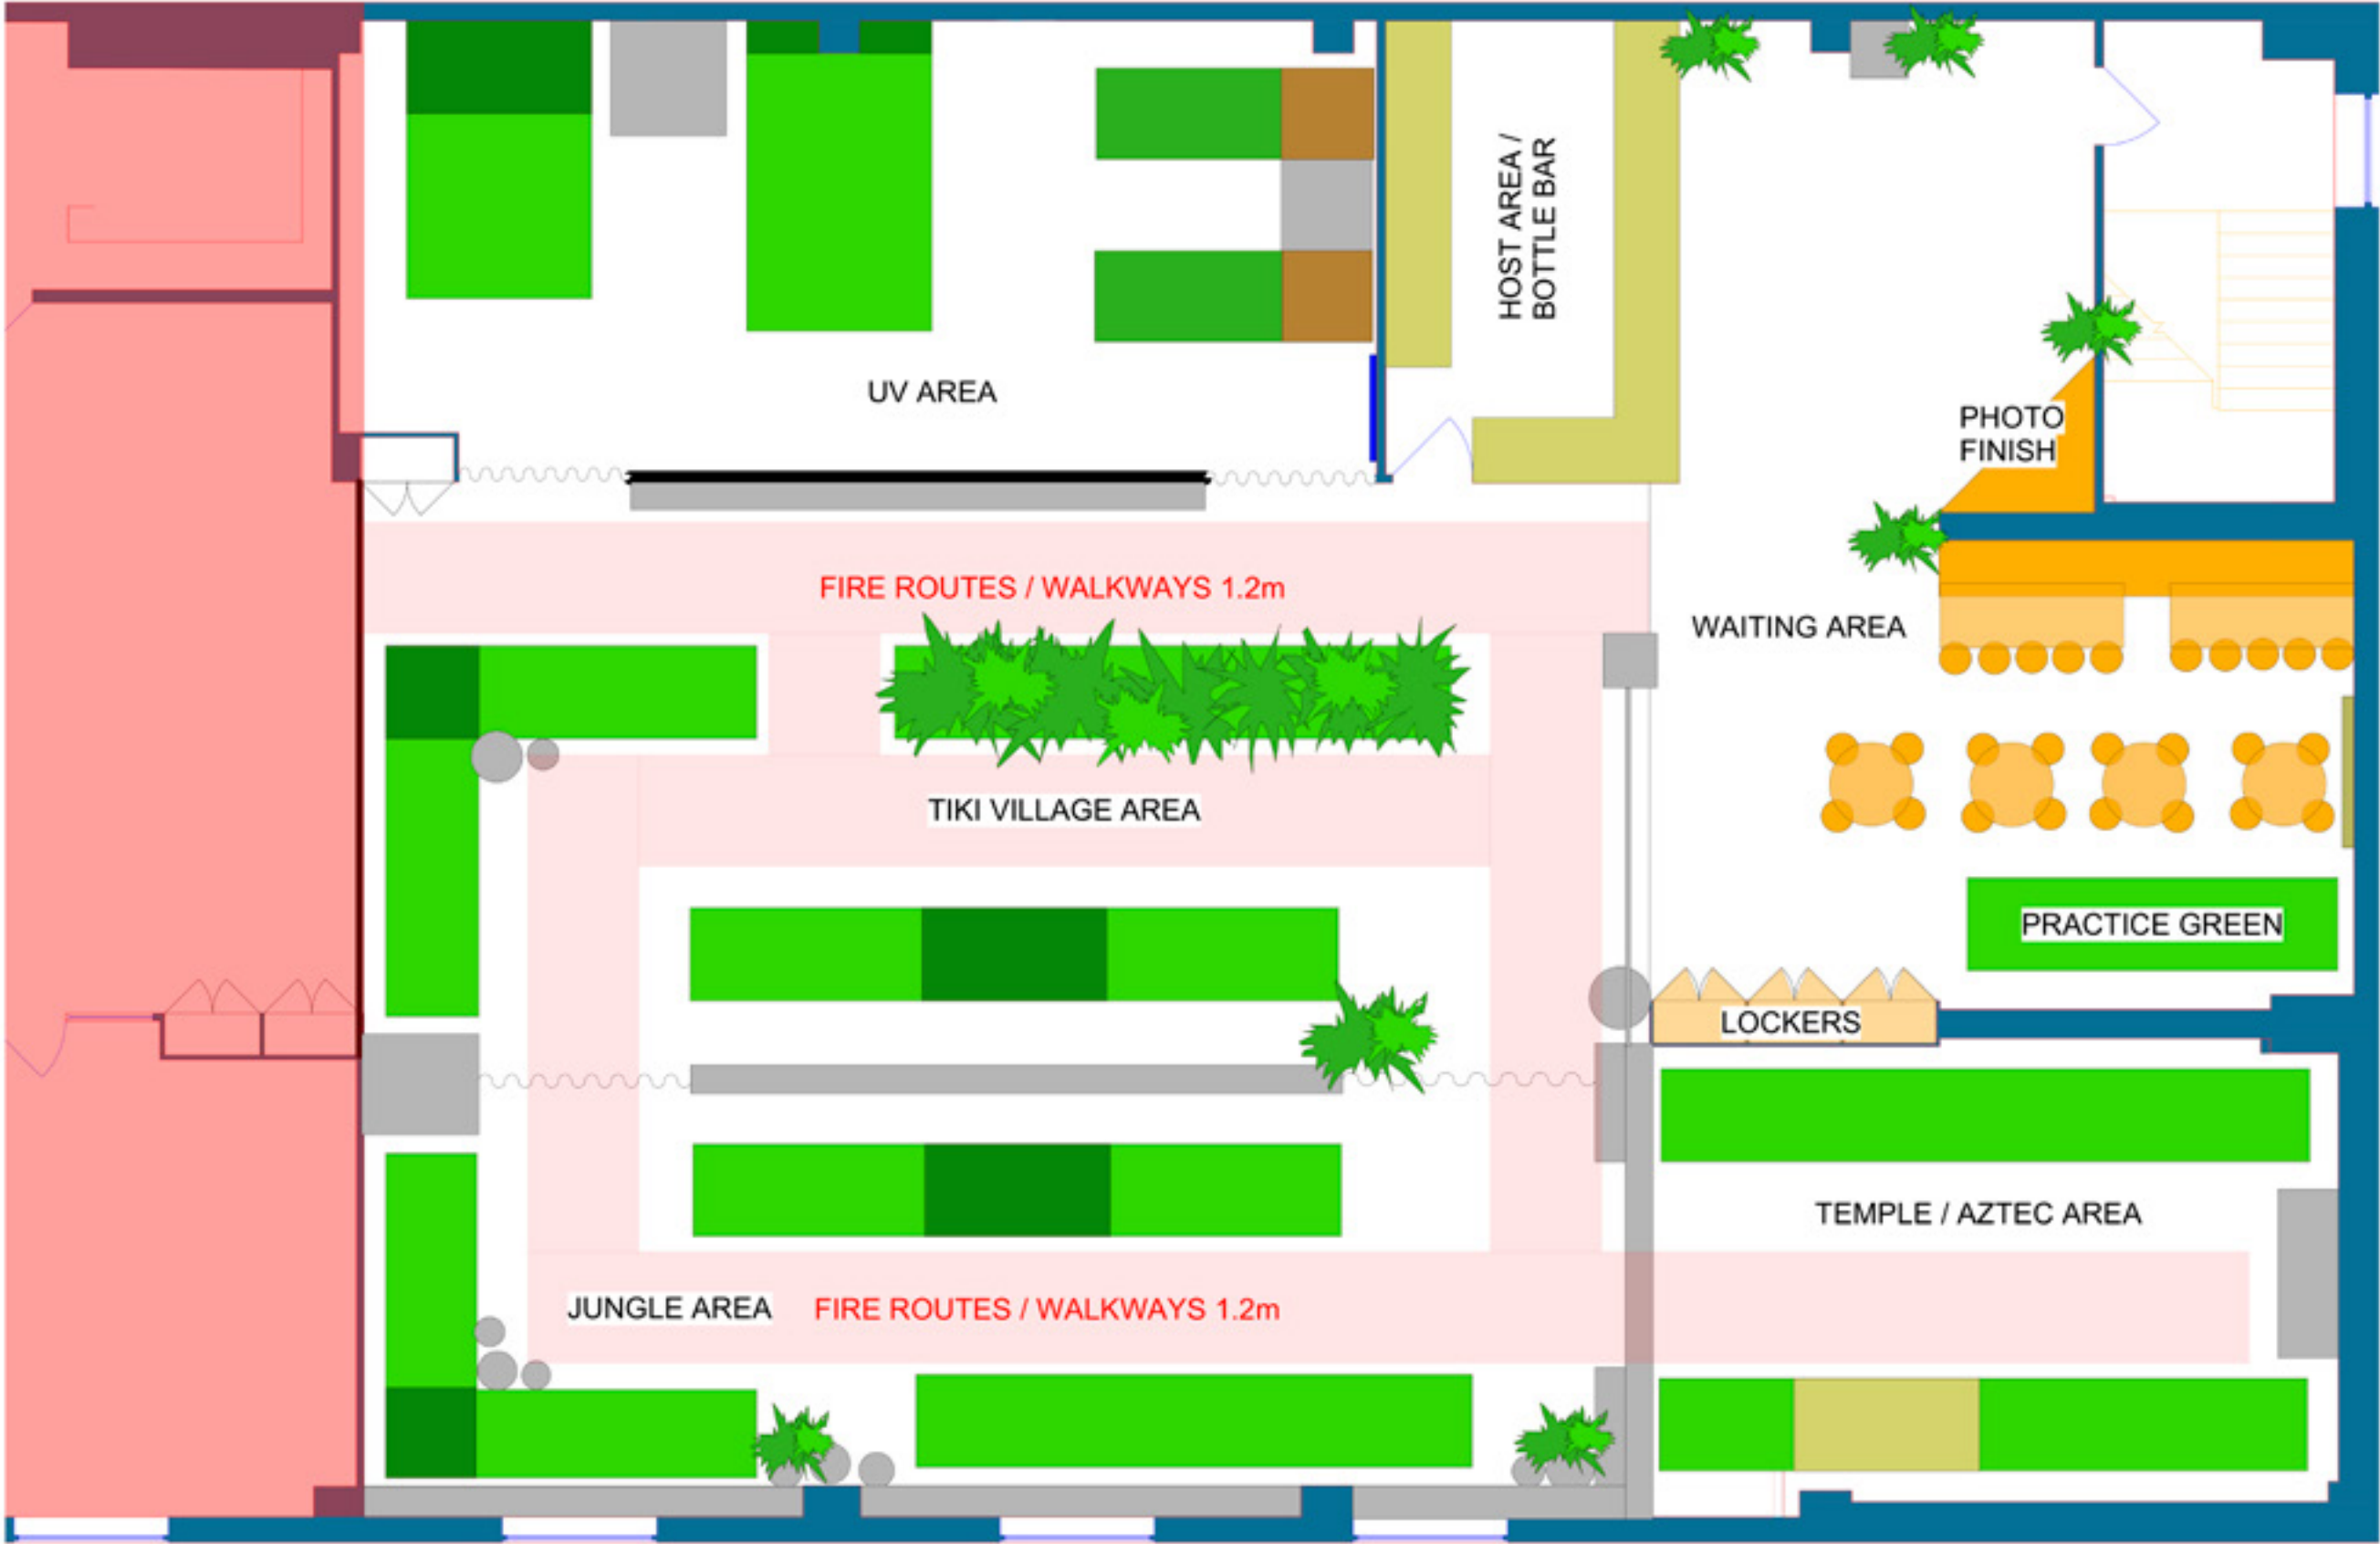 HOST AREA /
BOTTLE BAR
UV AREA
PHOTO
FINISH
FIRE ROUTES / WALKWAYS 1.2m
WAITING AREA
TIKI VILLAGE AREA
PRACTICE GREEN
LOCKERS
TEMPLE / AZTEC AREA
JUNGLE AREA
FIRE ROUTES / WALKWAYS 1.2m